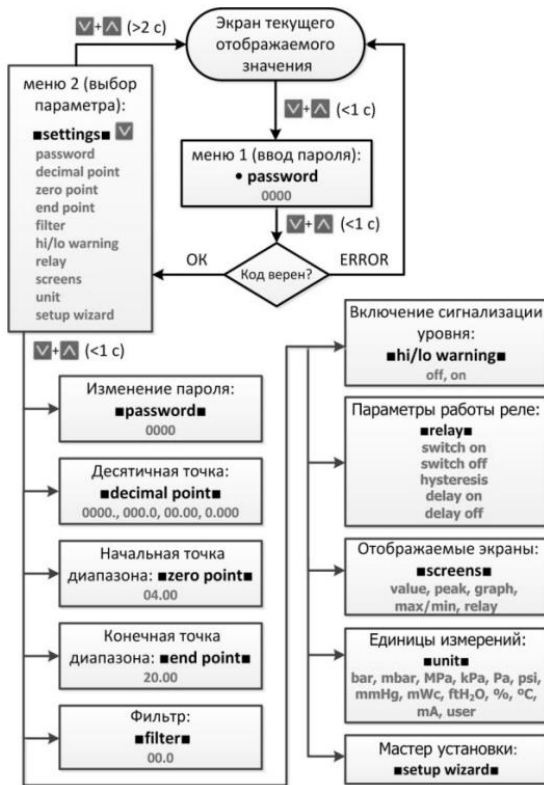 ∨+∧ (>2 с)
Экран текущего
отображаемого
значения
меню 2 (выбор
параметра):
■settings■ ∨
password
decimal point
zero point
end point
filter
hi/lo warning
relay
screens
unit
setup wizard
∨+∧ (<1 с)
меню 1 (ввод пароля):
• password
0000
∨+∧ (<1 с)
OK
Код верен?
ERROR
∨+∧ (<1 с)
Изменение пароля:
■password■
0000
Десятичная точка:
■decimal point■
0000., 000.0, 00.00, 0.000
Начальная точка
диапазона: ■zero point■
04.00
Конечная точка
диапазона: ■end point■
20.00
Фильтр:
■filter■
00.0
Включение сигнализации
уровня:
■hi/lo warning■
off, on
Параметры работы реле:
■relay■
switch on
switch off
hysteresis
delay on
delay off
Отображаемые экраны:
■screens■
value, peak, graph,
max/min, relay
Единицы измерений:
■unit■
bar, mbar, MPa, kPa, Pa, psi,
mmHg, mWc, ftH₂O, %, ºC,
mA, user
Мастер установки:
■setup wizard■